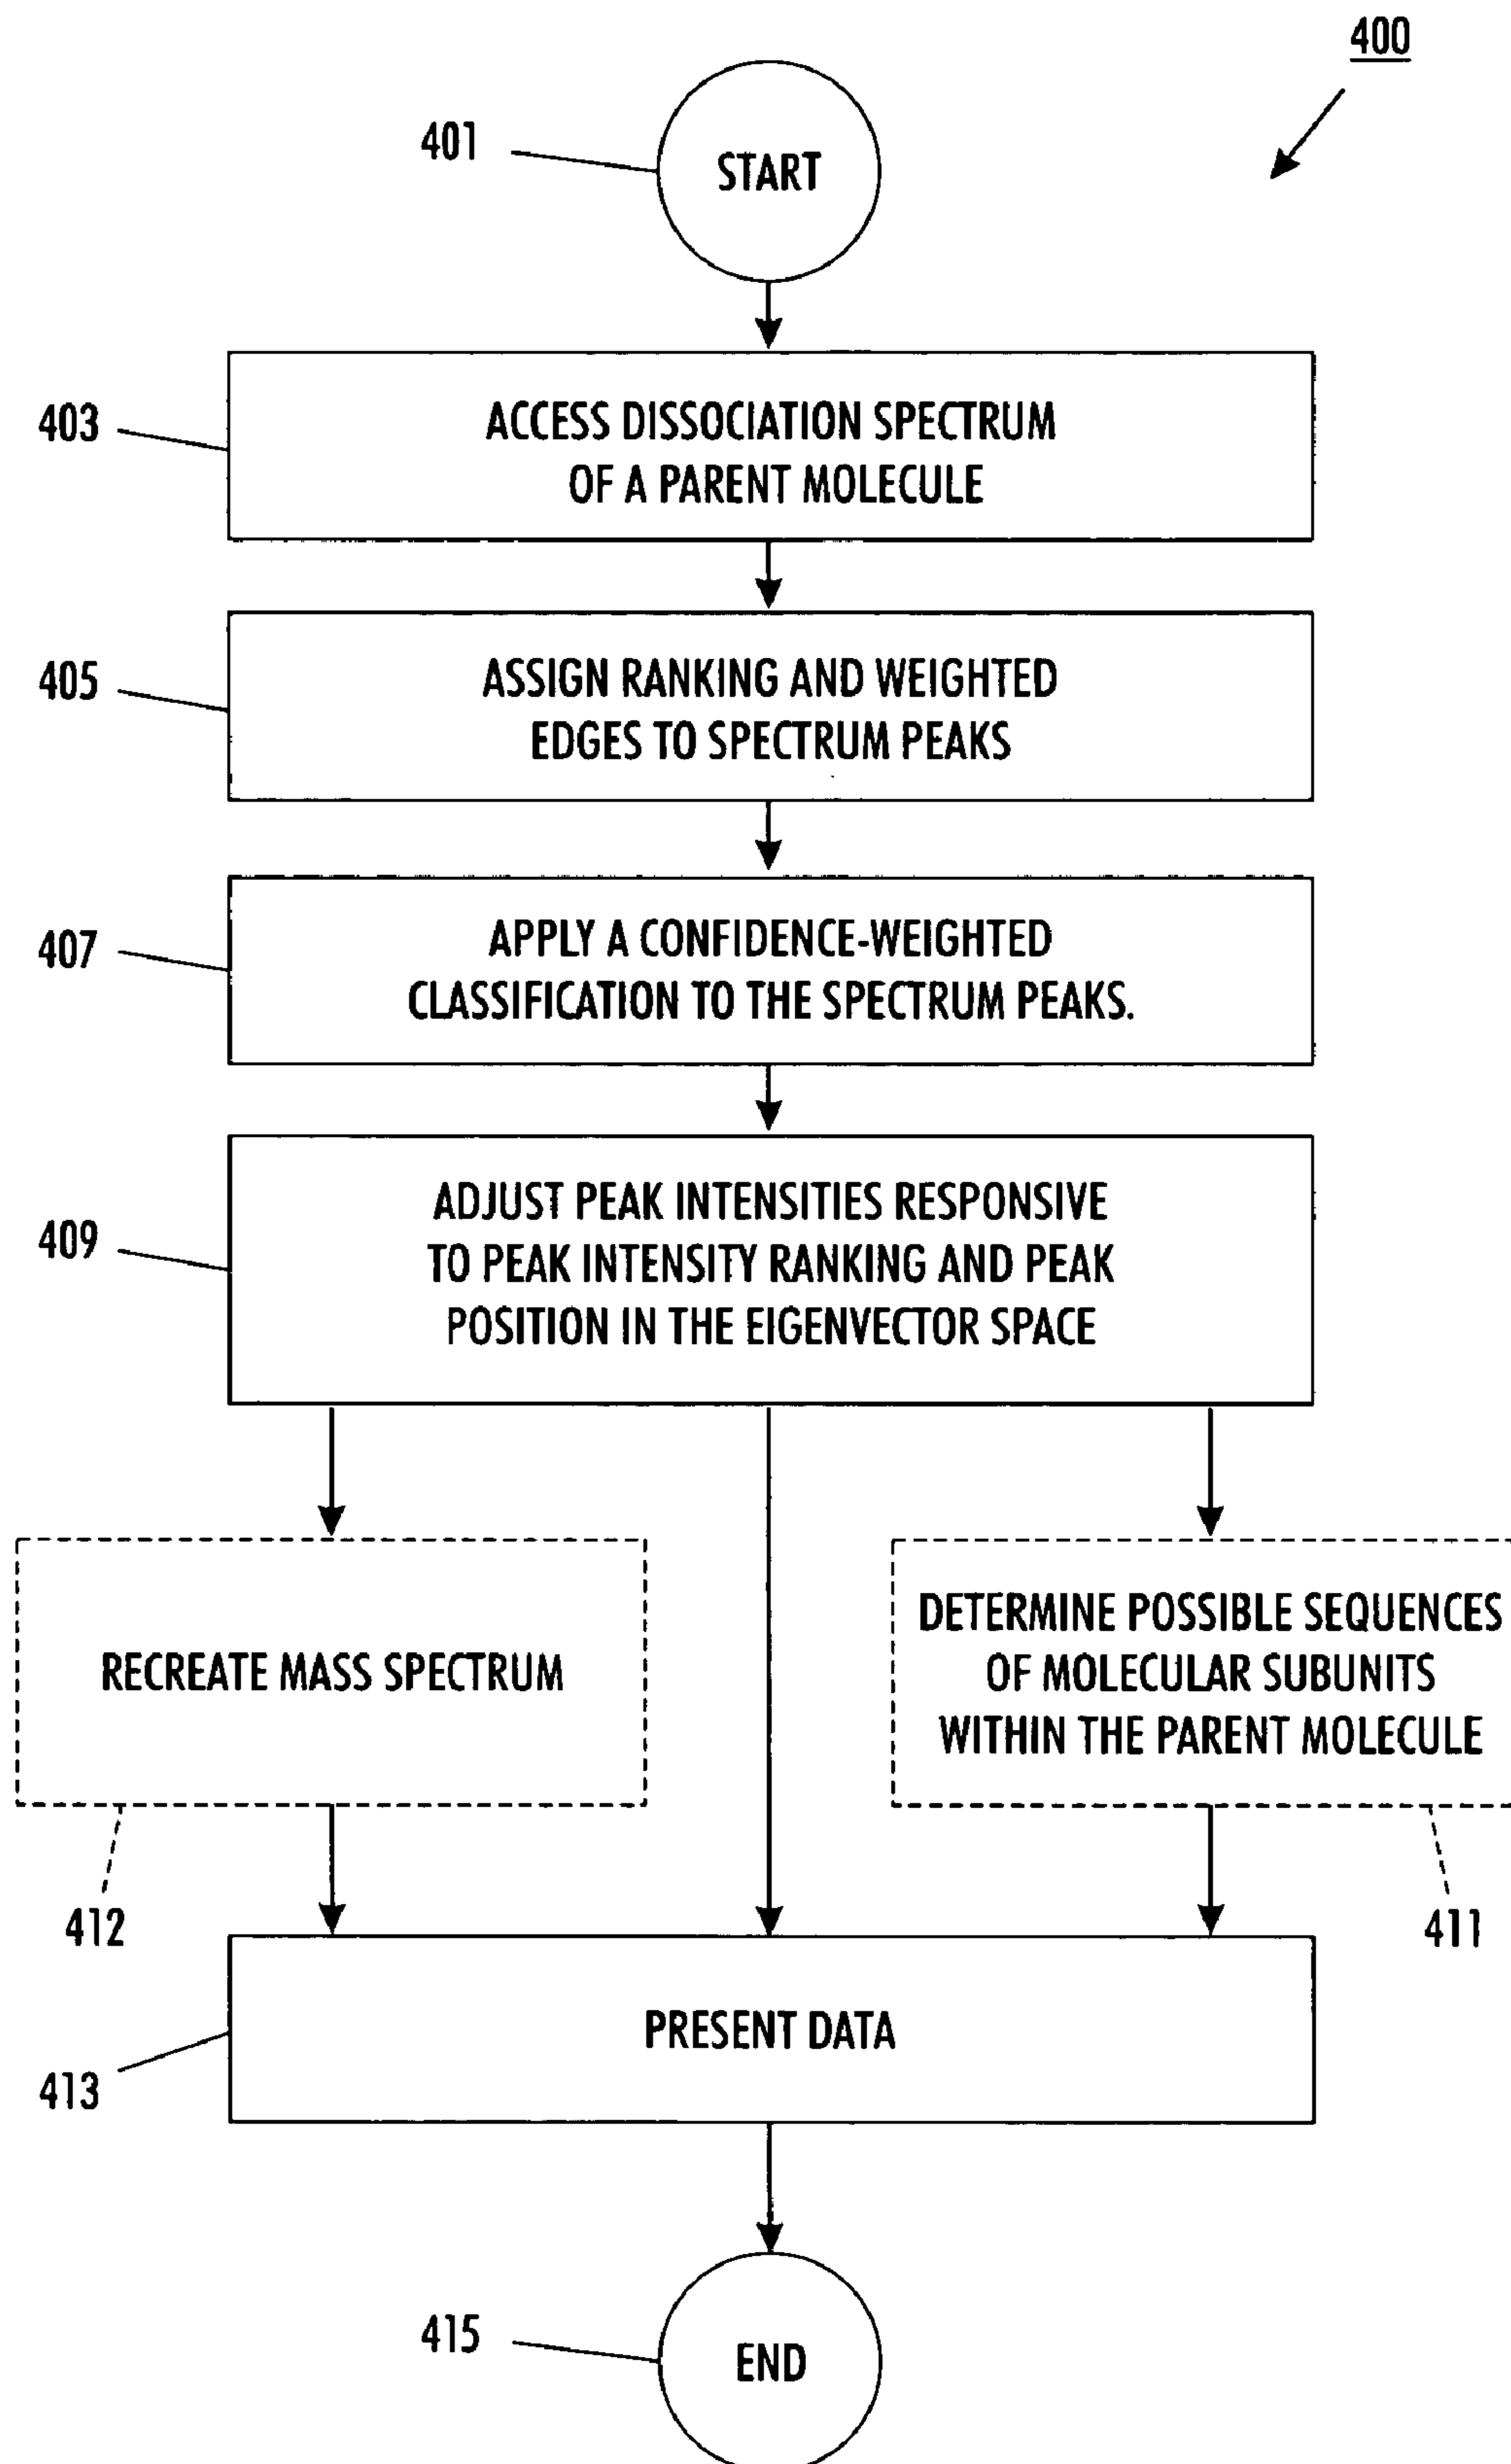 400
401
START
403
ACCESS DISSOCIATION SPECTRUM
OF A PARENT MOLECULE
405
ASSIGN RANKING AND WEIGHTED
EDGES TO SPECTRUM PEAKS
407
APPLY A CONFIDENCE-WEIGHTED
CLASSIFICATION TO THE SPECTRUM PEAKS.
409
ADJUST PEAK INTENSITIES RESPONSIVE
TO PEAK INTENSITY RANKING AND PEAK
POSITION IN THE EIGENVECTOR SPACE
RECREATE MASS SPECTRUM
412
DETERMINE POSSIBLE SEQUENCES
OF MOLECULAR SUBUNITS
WITHIN THE PARENT MOLECULE
411
PRESENT DATA
413
415
END